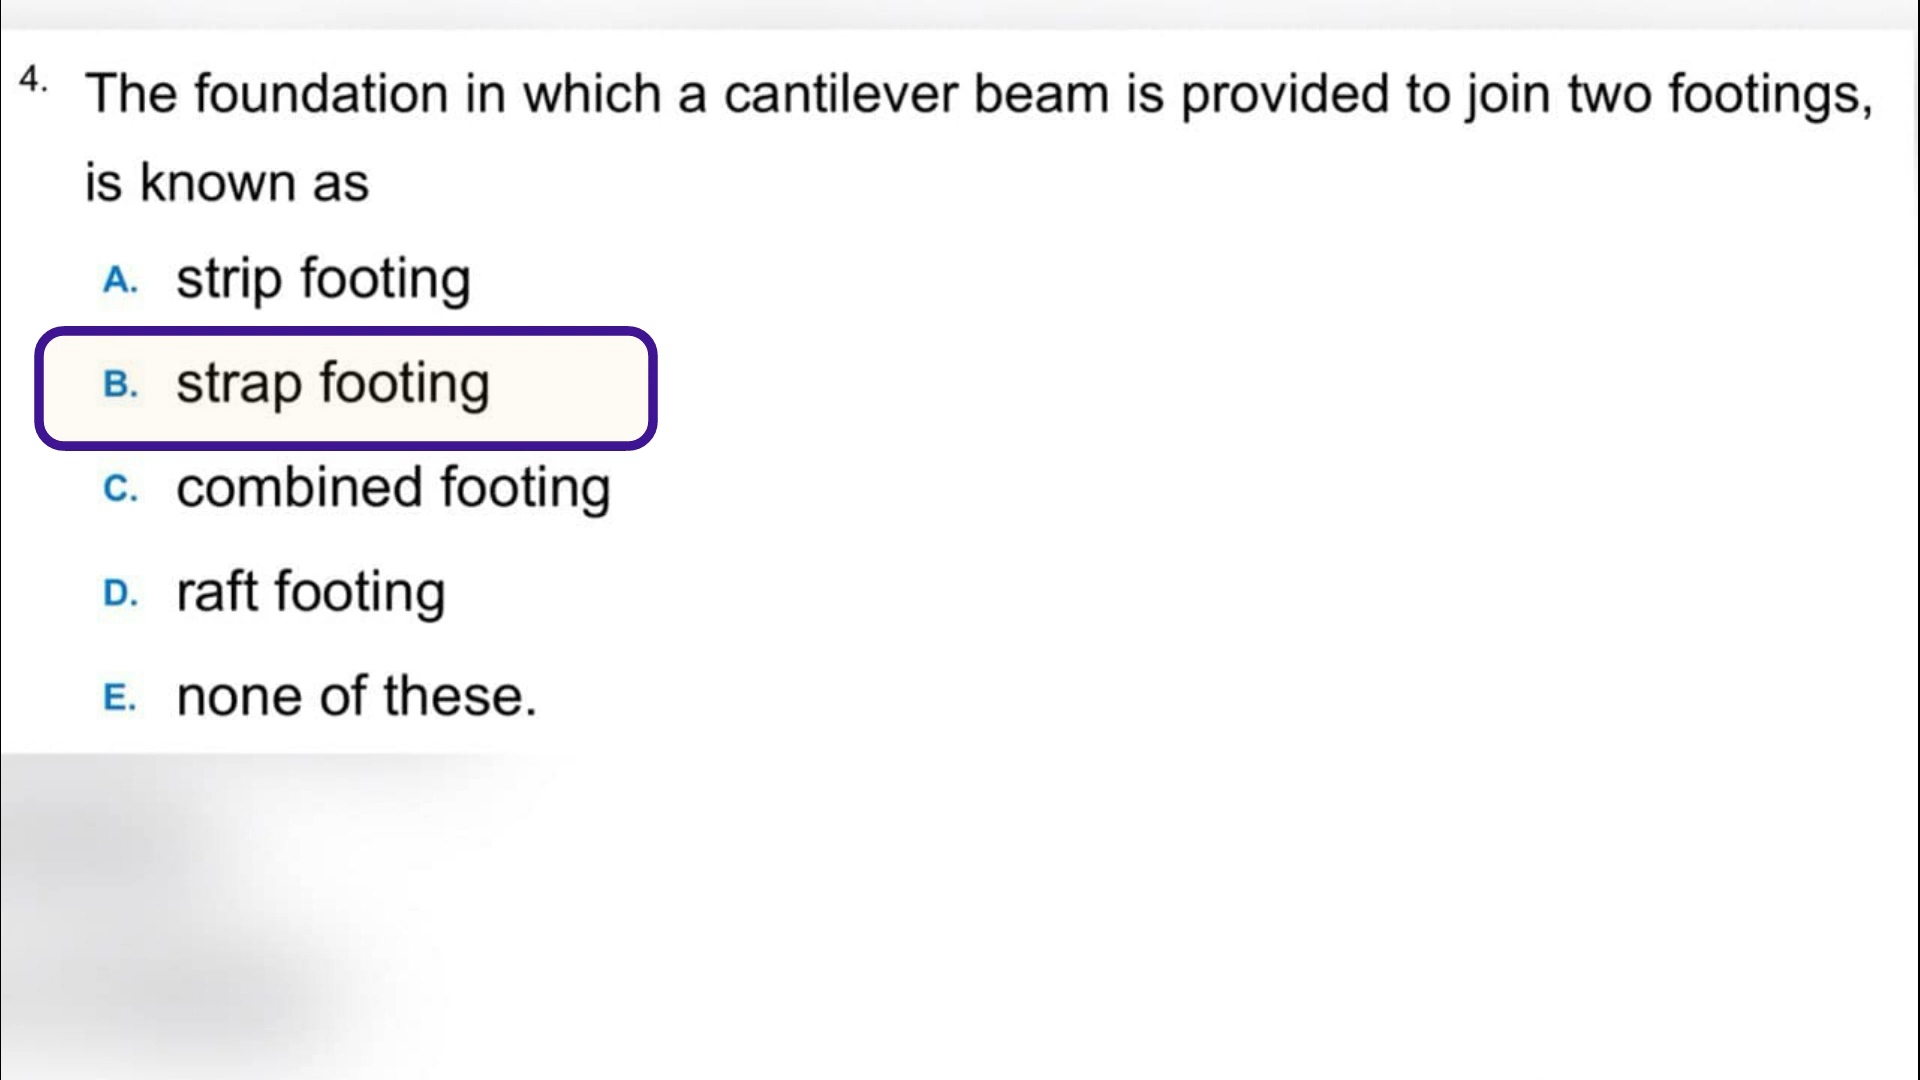 4. The foundation in which a cantilever beam is provided to join two footings,
is known as
A. strip footing
B. strap footing
C. combined footing
D. raft footing
E. none of these.